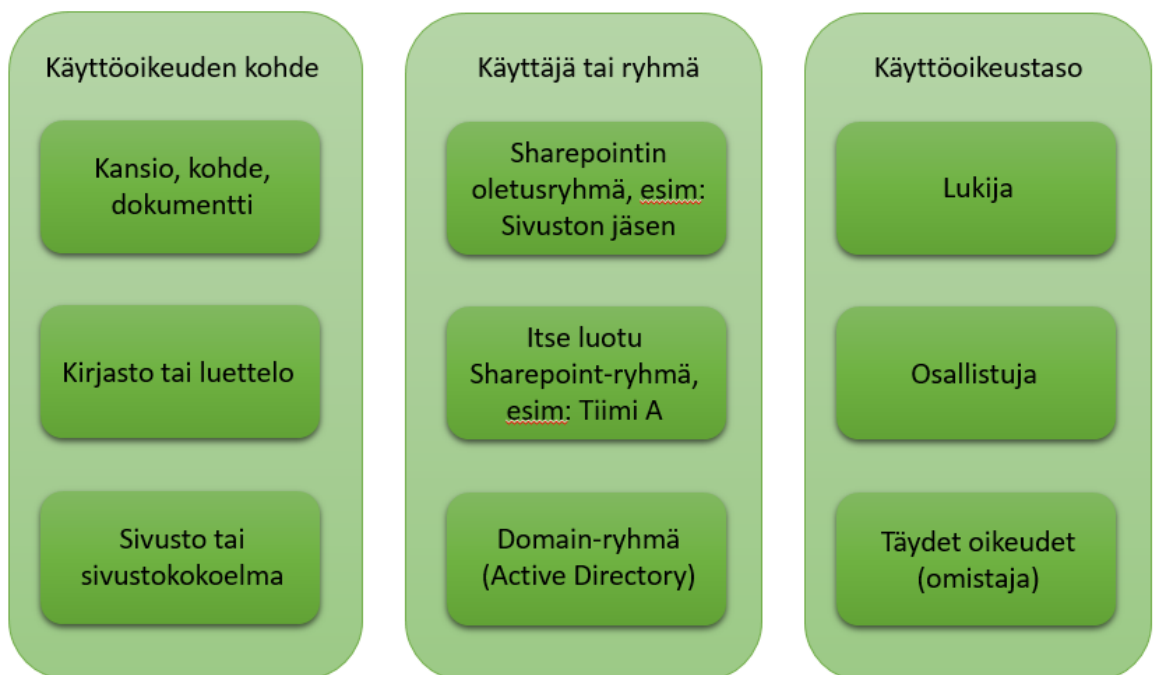 Käyttöoikeuden kohde
Kansio, kohde,
dokumentti
Kirjasto tai luettelo
Sivusto tai
sivustokokoelma
Käyttäjä tai ryhmä
Sharepointin
oletusryhmä, esim:
Sivuston jäsen
Itse luotu
Sharepoint-ryhmä,
esim: Tiimi A
Domain-ryhmä
(Active Directory)
Käyttöoikeustaso
Lukija
Osallistuja
Täydet oikeudet
(omistaja)